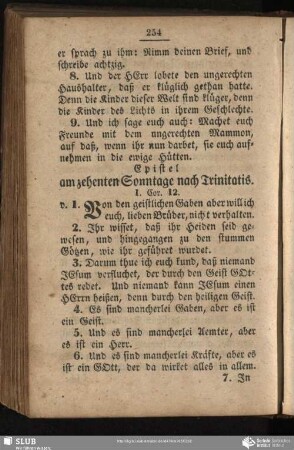 254
er sprach zu ihm: Nimm deinen Brief, und
schreibe achtzig.
8. Und der HErr lobete den ungerechten
Haushalter, daß er klüglich gethan hatte.
Denn die Kinder dieser Welt sind klüger, denn
die Kinder des Lichts in ihrem Geschlechte.
9. Und ich sage euch auch: Machet euch
Freunde mit dem ungerechten Mammon,
auf daß, wenn ihr nun darbet, sie euch auf-
nehmen in die ewige Hütten.
Epistel
am zehenten Sonntage nach Trinitatis.
1. Cor. 12.
v. 1. Von den geistlichen Gaben aber will ich
euch, lieben Brüder, nicht verhalten.
2. Ihr wisset, daß ihr Heiden seid ge-
wesen, und hingegangen zu den stummen
Götzen, wie ihr geführet wurdet.
3. Darum thue ich euch kund, daß niemand
JEsum verfluchet, der durch den Geist GOt-
tes redet. Und niemand kann JEsum einen
HErrn heißen, denn durch den heiligen Geist.
4. Es sind mancherlei Gaben, aber es ist
ein Geist.
5. Und es sind mancherlei Aemter, aber
es ist ein Herr.
6. Und es sind mancherlei Kräfte, aber es
ist ein GOtt, der da wirket alles in allem.
7. In
SLUB